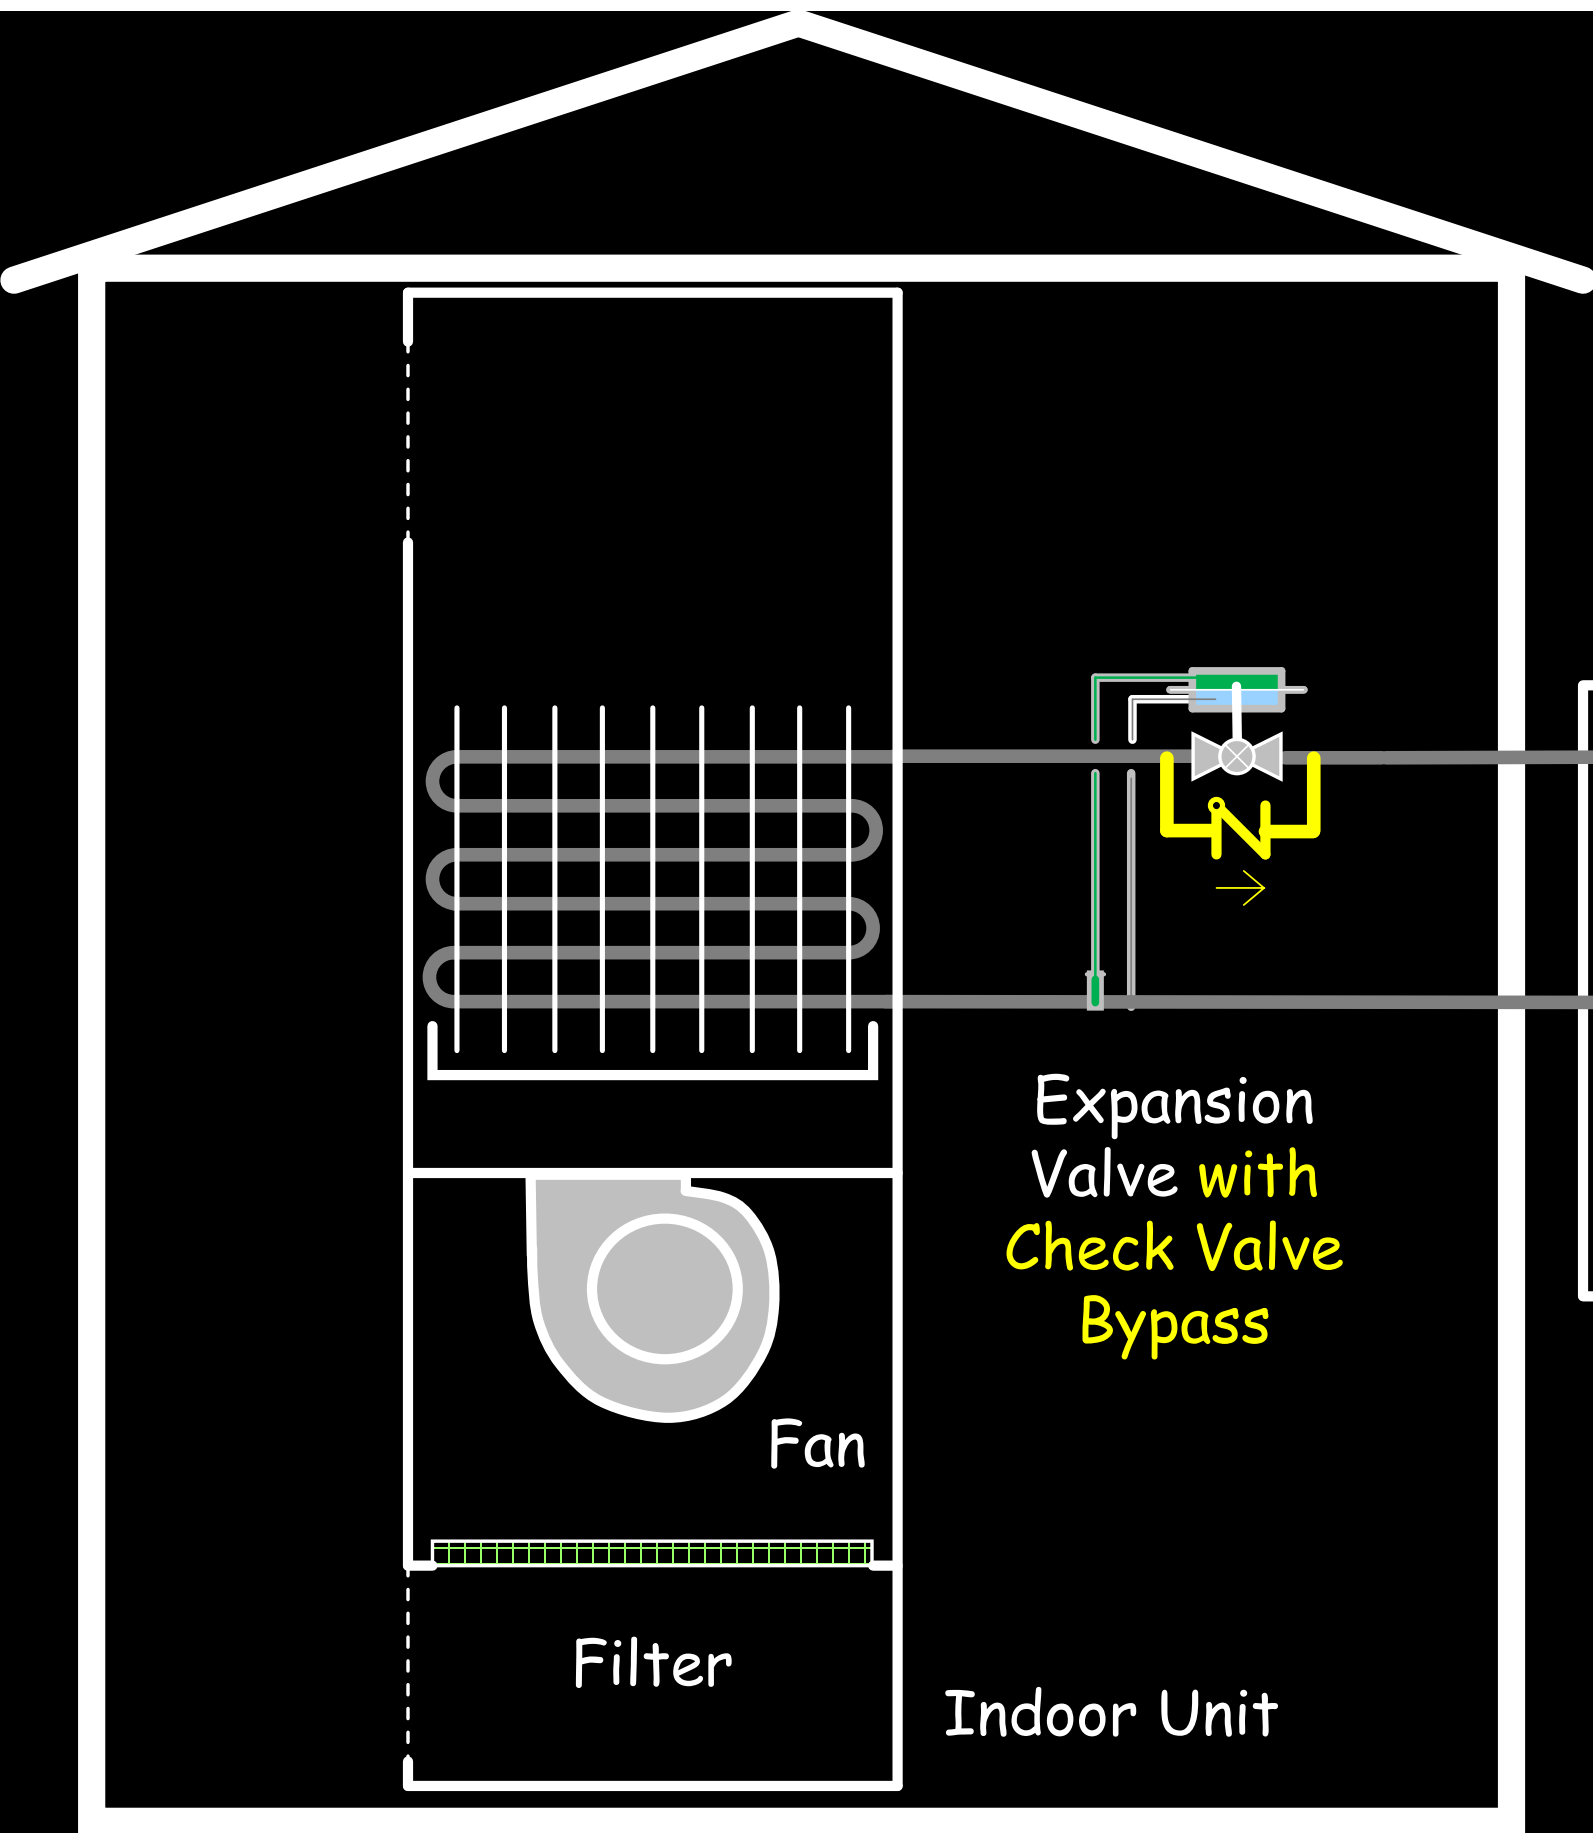 Expansion
Valve with
Check Valve
Bypass
Fan
Filter
Indoor Unit